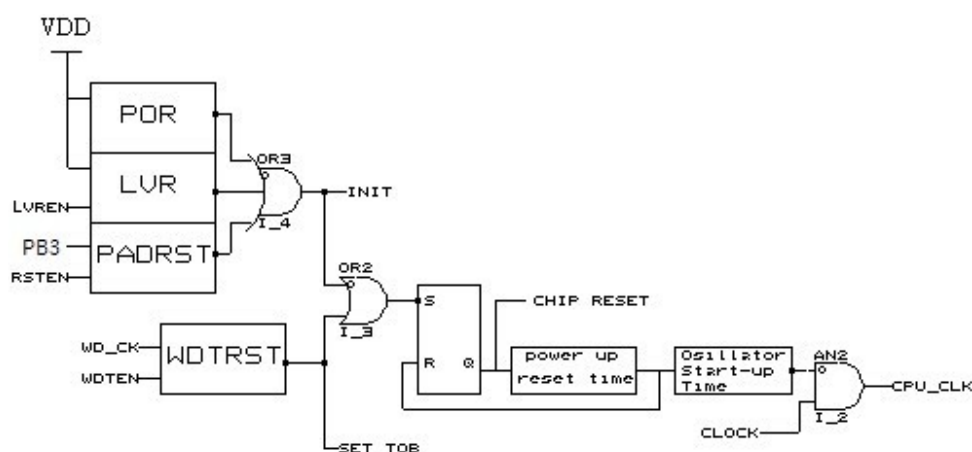 VDD
POR
OR3
LVR
INIT
LVREN
I_4
PB3
PADRST
RSTEN
OR2
S
CHIP RESET
I_3
WD_CK
WDTRST
WDTEN
R
Q
power up
reset time
Osillator
Start-up
Time
AN2
CPU_CLK
I_2
CLOCK
SET TOB